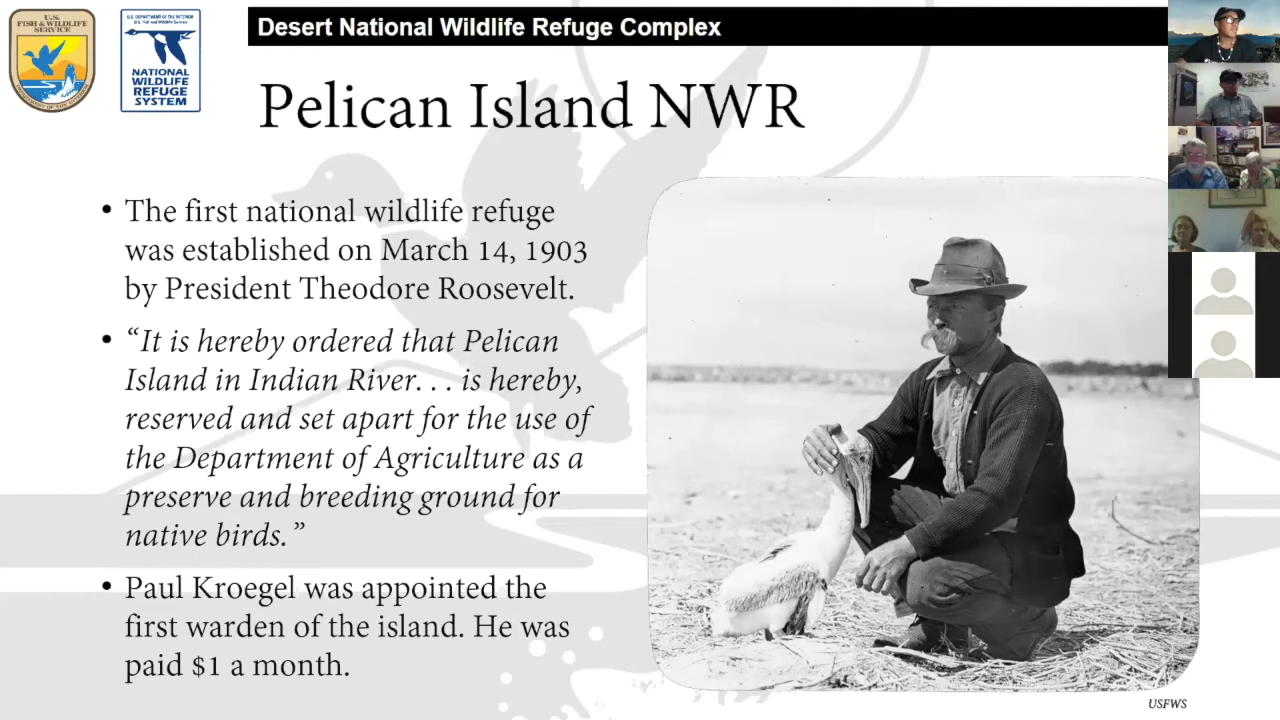 U.S.
FISH & WILDLIFE
SERVICE
DEPARTMENT OF THE INTERIOR
U.S. DEPARTMENT OF THE INTERIOR
U.S. Fish and Wildlife Service
NATIONAL
WILDLIFE
REFUGE
SYSTEM
Desert National Wildlife Refuge Complex
Pelican Island NWR
• The first national wildlife refuge
was established on March 14, 1903
by President Theodore Roosevelt.
• “It is hereby ordered that Pelican
Island in Indian River. . . is hereby,
reserved and set apart for the use of
the Department of Agriculture as a
preserve and breeding ground for
native birds.”
• Paul Kroegel was appointed the
first warden of the island. He was
paid $1 a month.
USFWS